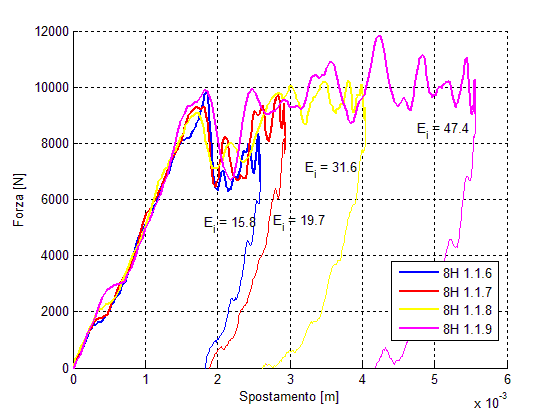 12000
10000
8000
6000
4000
2000
0
Forza [N]
E_i = 47.4
E_i = 31.6
E_i = 15.8
E_i = 19.7
8H 1.1.6
8H 1.1.7
8H 1.1.8
8H 1.1.9
0 1 2 3 4 5 6
Spostamento [m]
x 10^-3